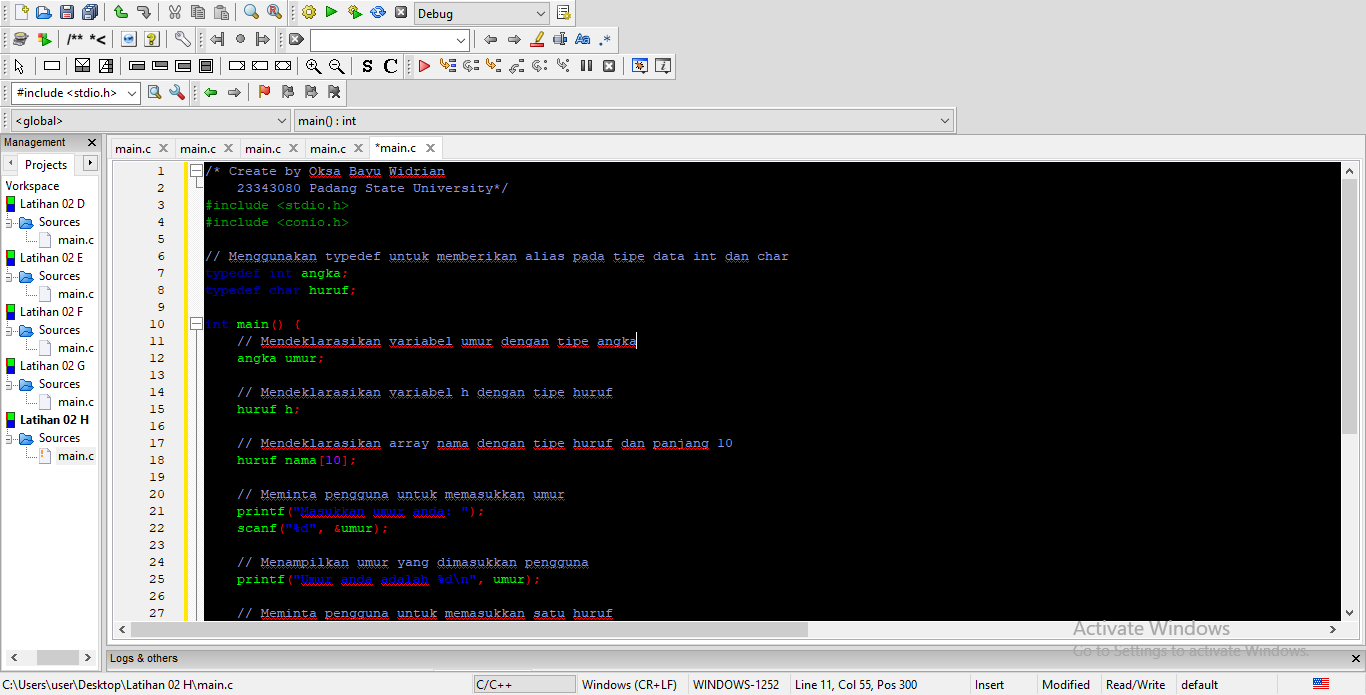 Debug
/** *<
S C
Aa .*
#include <stdio.h>
<global>
main() : int
Management
Projects
Workspace
Latihan 02 D
Sources
main.c
Latihan 02 E
Sources
main.c
Latihan 02 F
Sources
main.c
Latihan 02 G
Sources
main.c
Latihan 02 H
Sources
main.c
main.c main.c main.c main.c *main.c
1 /* Create by Oksa Bayu Widrian
2 23343080 Padang State University*/
3 #include <stdio.h>
4 #include <conio.h>
5
6 // Menggunakan typedef untuk memberikan alias pada tipe data int dan char
7 typedef int angka;
8 typedef char huruf;
9
10 int main() {
11 // Mendeklarasikan variabel umur dengan tipe angka
12 angka umur;
13
14 // Mendeklarasikan variabel h dengan tipe huruf
15 huruf h;
16
17 // Mendeklarasikan array nama dengan tipe huruf dan panjang 10
18 huruf nama[10];
19
20 // Meminta pengguna untuk memasukkan umur
21 printf("Masukkan umur anda: ");
22 scanf("%d", &umur);
23
24 // Menampilkan umur yang dimasukkan pengguna
25 printf("Umur anda adalah %d\n", umur);
26
27 // Meminta pengguna untuk memasukkan satu huruf
Activate Windows
Go to Settings to activate Windows.
Logs & others
C:\Users\user\Desktop\Latihan 02 H\main.c C/C++ Windows (CR+LF) WINDOWS-1252 Line 11, Col 55, Pos 300 Insert Modified Read/Write default